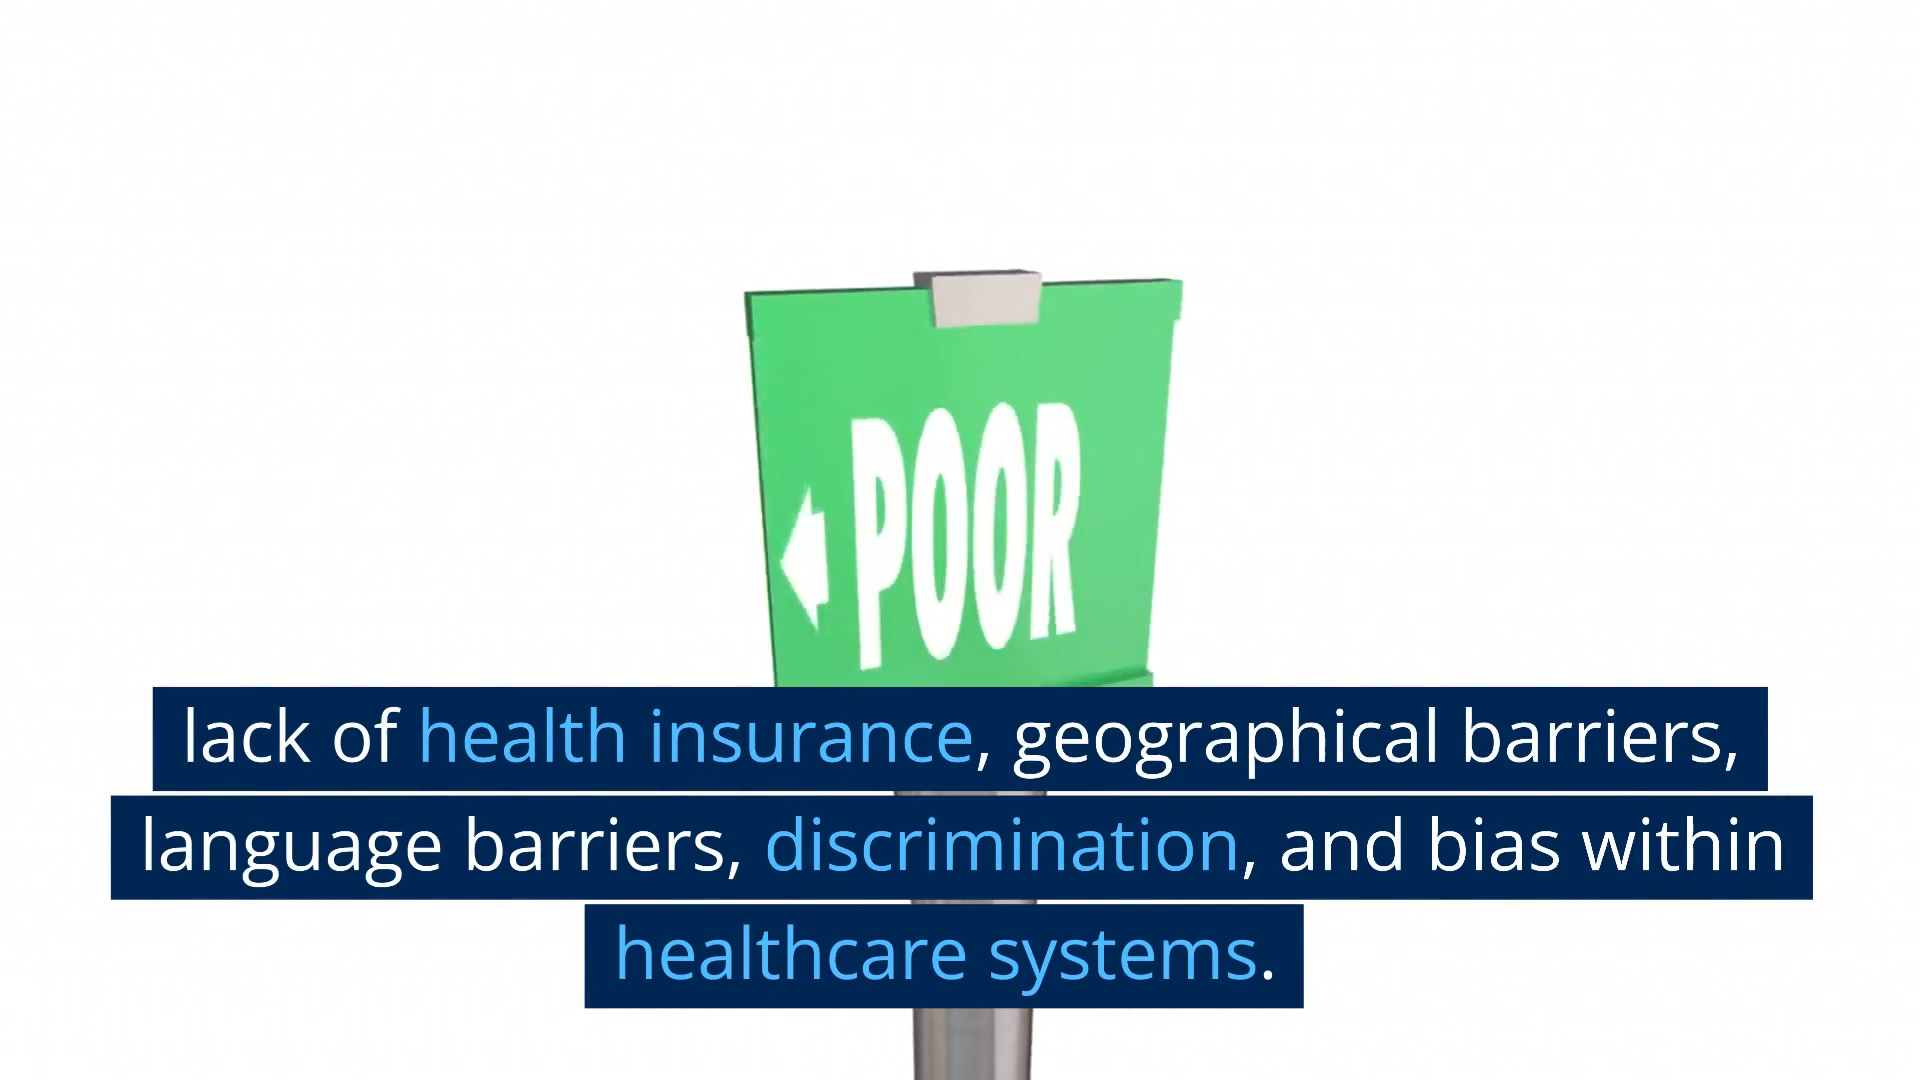 POOR
lack of health insurance, geographical barriers,
language barriers, discrimination, and bias within
healthcare systems.